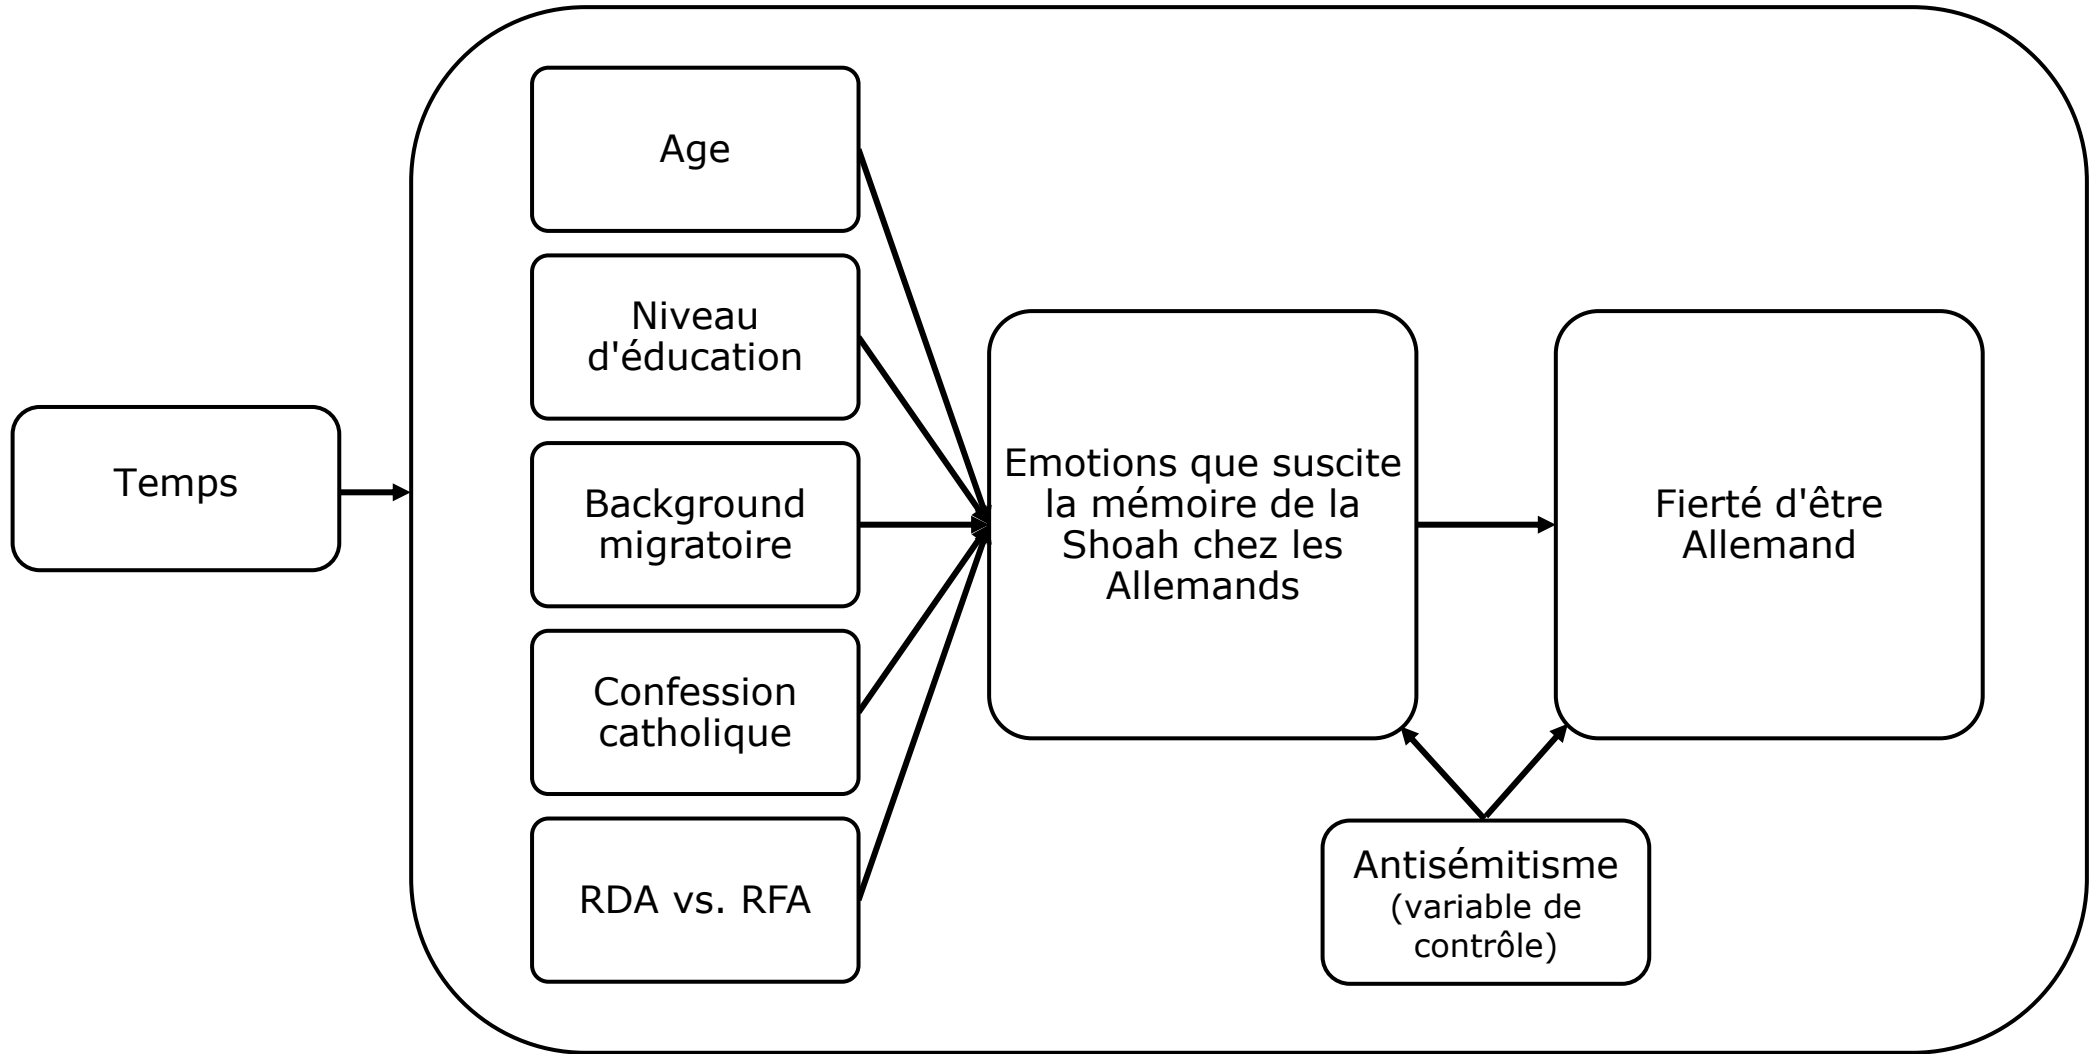 Temps
Age
Niveau
d'éducation
Background
migratoire
Confession
catholique
RDA vs. RFA
Emotions que suscite
la mémoire de la
Shoah chez les
Allemands
Fierté d'être
Allemand
Antisémitisme
(variable de
contrôle)